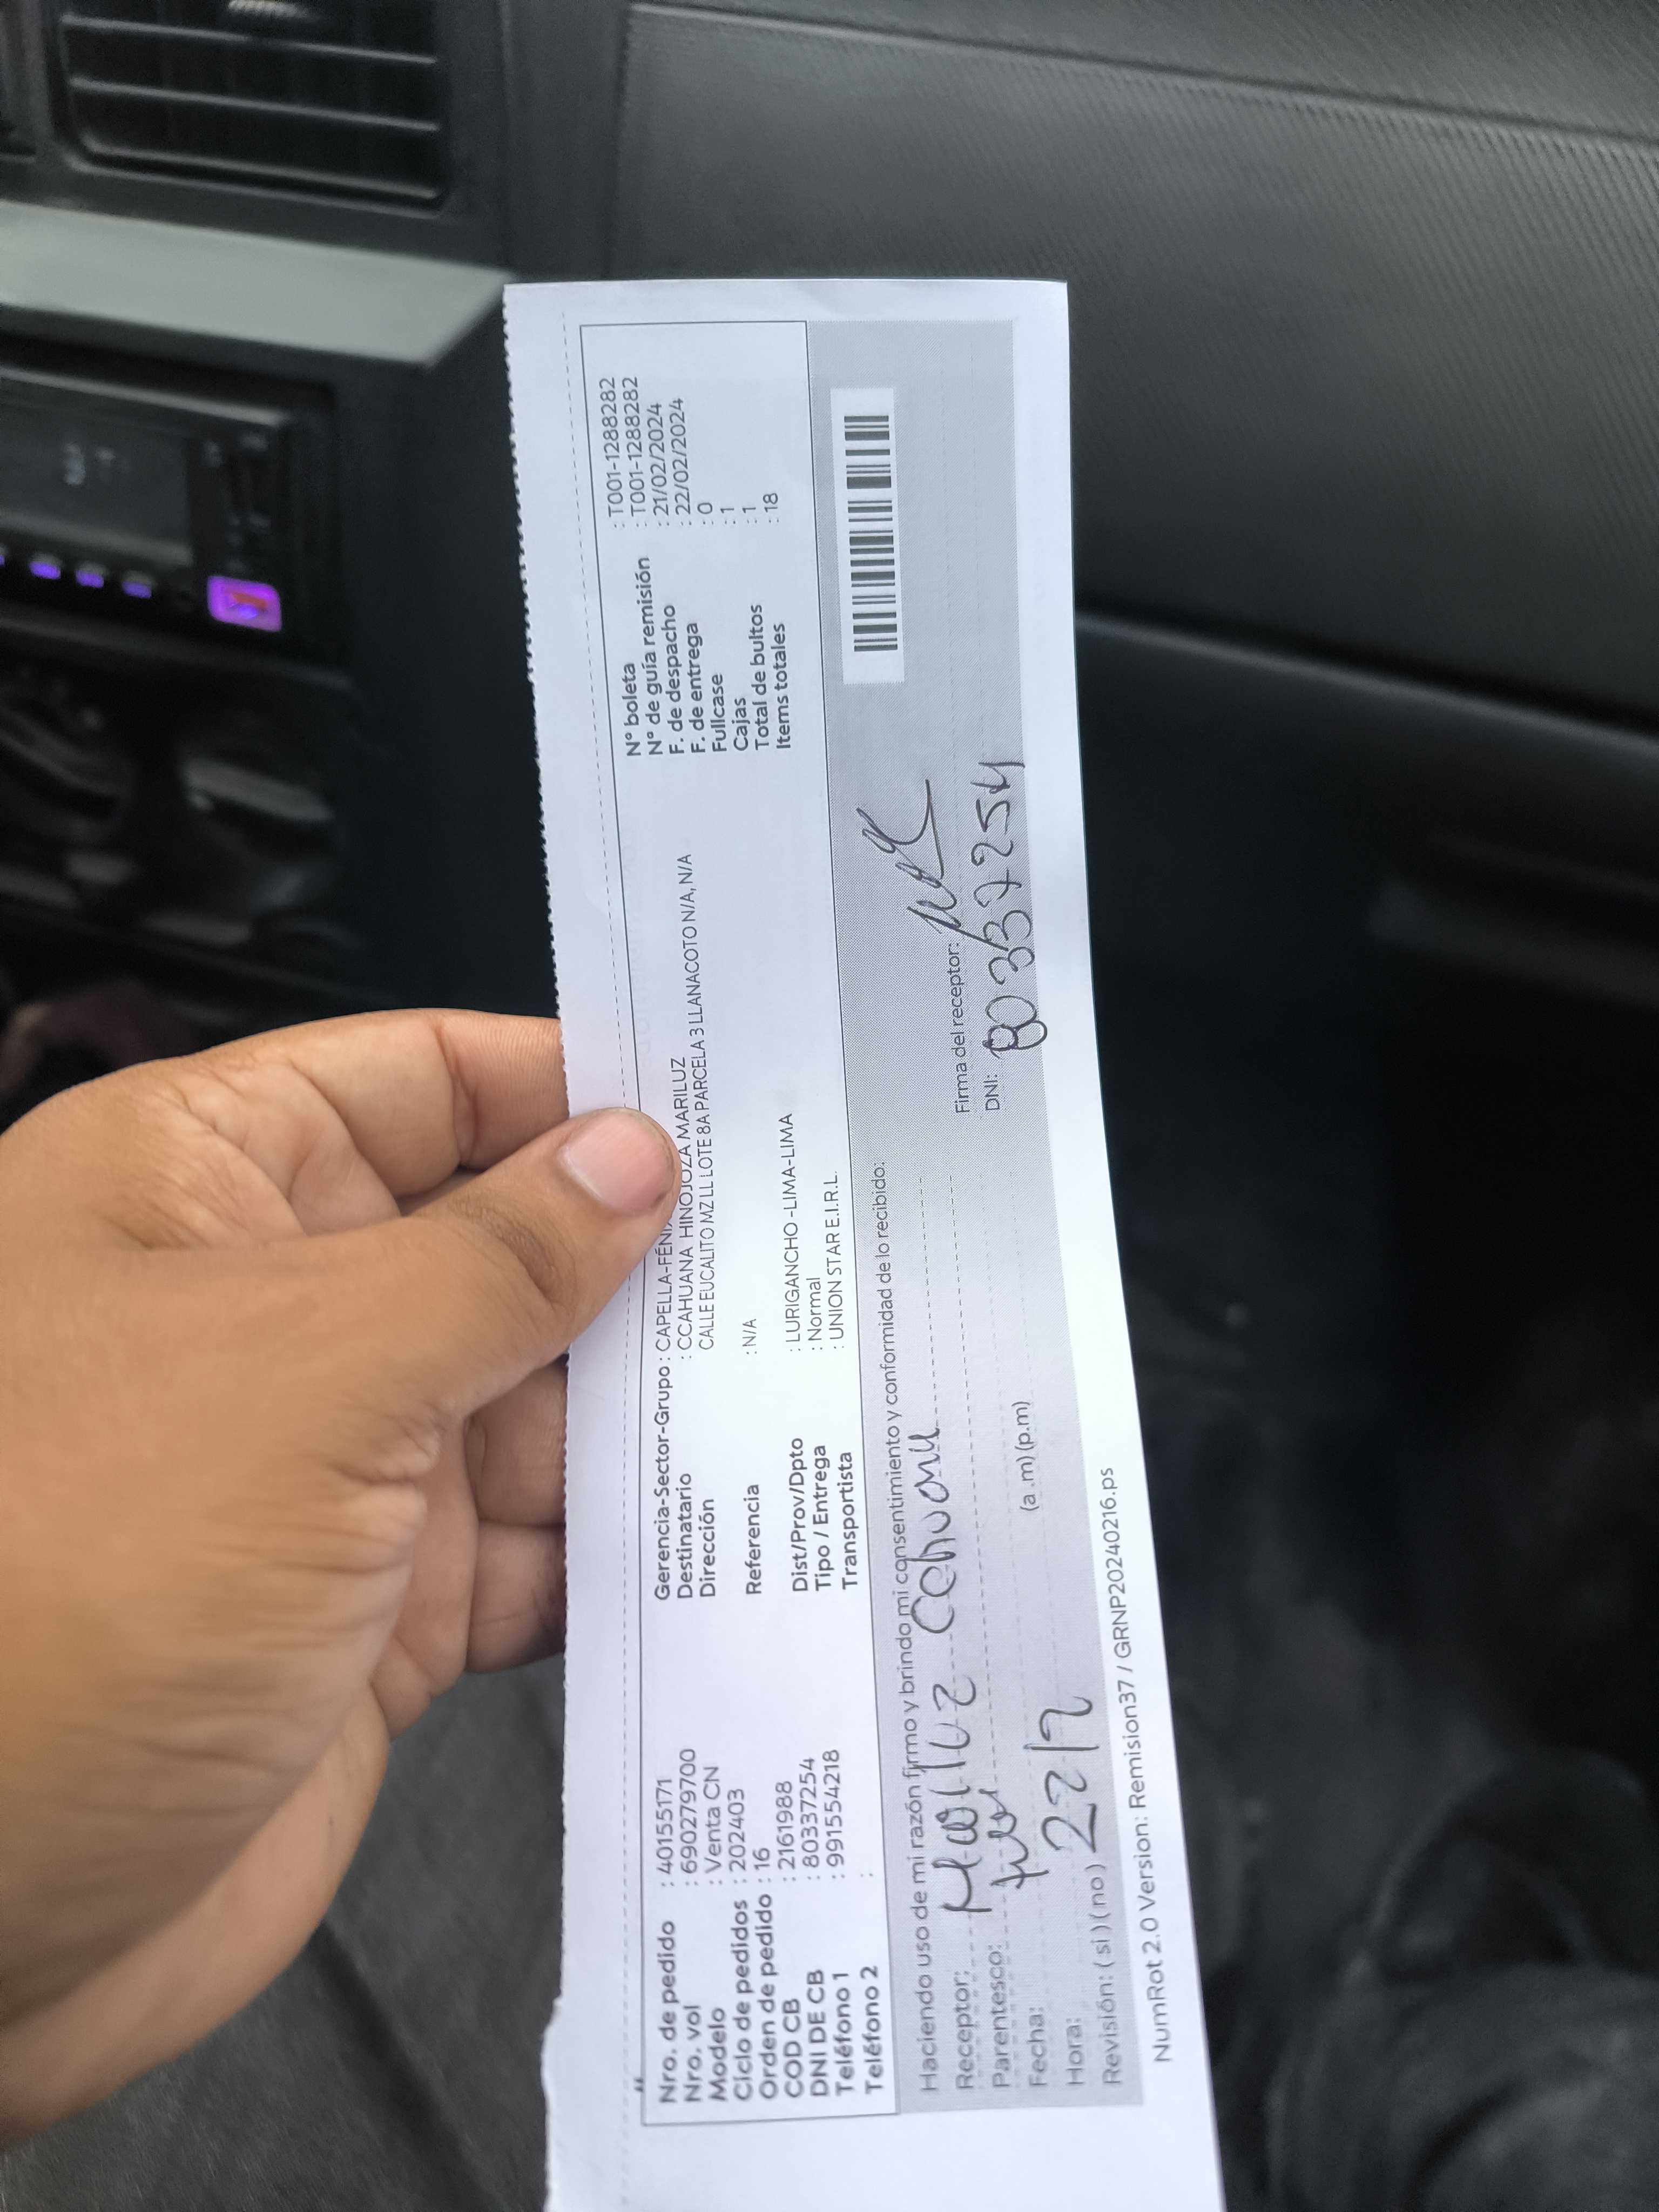 Nro. de pedido : 40155171
Nro. vol : 690279700
Modelo : Venta CN
Ciclo de pedidos : 202403
Orden de pedido : 16
COD CB : 2161988
DNI DE CB : 80337254
Teléfono 1 : 991554218
Teléfono 2 :
Gerencia-Sector-Grupo : CAPELLA-FÉNIX
Destinatario : CCAHUANA HINOJOZA MARILUZ
Dirección CALLE EUCALITO MZ LL LOTE 8A PARCELA 3 LLANACOTO N/A, N/A
Referencia : N/A
Dist/Prov/Dpto : LURIGANCHO -LIMA-LIMA
Tipo / Entrega : Normal
Transportista : UNION STAR E.I.R.L.
N° boleta : T001-1288282
N° de guía remisión : T001-1288282
F. de despacho : 21/02/2024
F. de entrega : 22/02/2024
Fullcase : 0
Cajas : 1
Total de bultos : 1
Items totales : 18
Haciendo uso de mi razón firmo y brindo mi consentimiento y conformidad de lo recibido:
Receptor: Mariluz
Parentesco:
Fecha: 22/2
Hora: (a .m) (p.m)
Revisión: ( si ) ( no )
Firma del receptor:
DNI: 80337254
NumRot 2.0 Version: Remision37 / GRNP20240216.ps